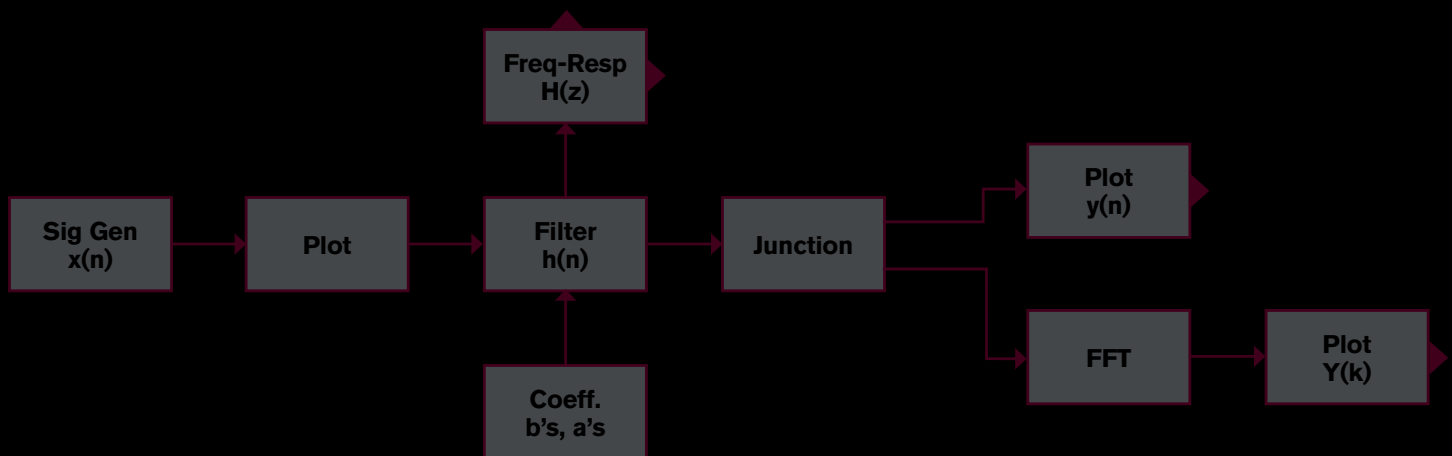 Freq-Resp
H(z)
Sig Gen
x(n)
Plot
Filter
h(n)
Junction
Plot
y(n)
FFT
Plot
Y(k)
Coeff.
b’s, a’s